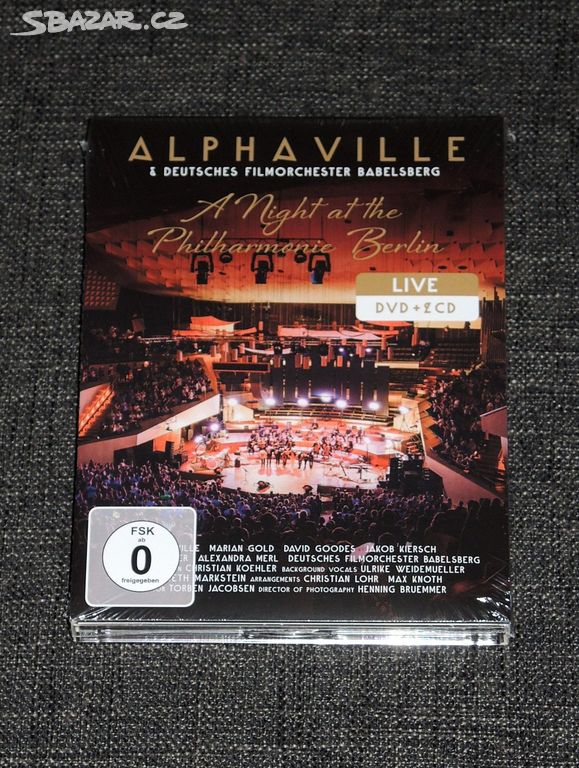 SBAZAR.CZ
ALPHAVILLE
& DEUTSCHES FILMORCHESTER BABELSBERG
A Night at the
Philharmonie Berlin
LIVE
DVD + 2CD
FSK
ab
0
freigegeben
MARIAN GOLD DAVID GOODES JAKOB KIERSCH
ALEXANDRA MERL DEUTSCHES FILMORCHESTER BABELSBERG
CHRISTIAN KOEHLER BACKGROUND VOCALS ULRIKE WEIDEMUELLER
MARKSTEIN ARRANGEMENTS CHRISTIAN LOHR MAX KNOTH
TORBEN JACOBSEN DIRECTOR OF PHOTOGRAPHY HENNING BRUEMMER